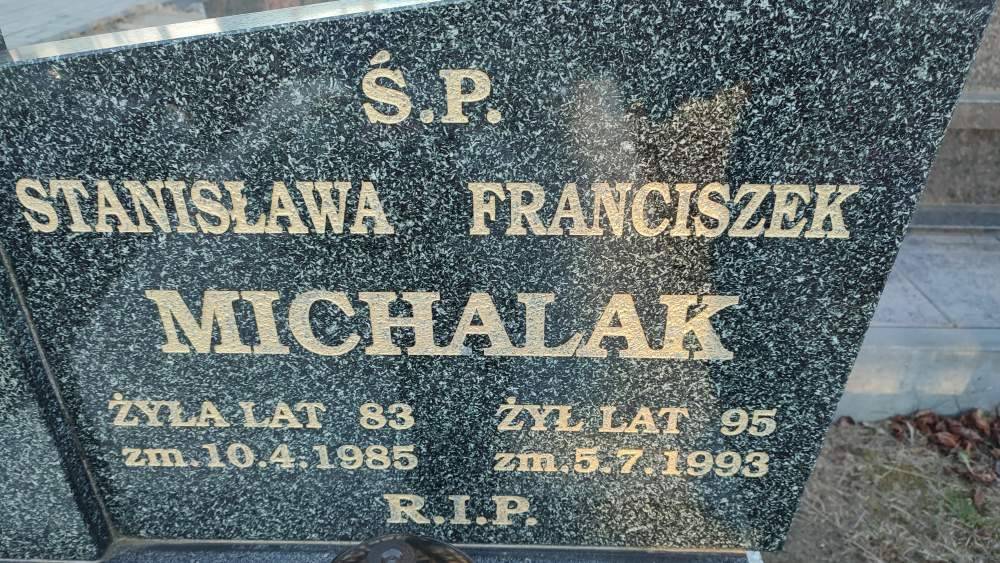 Ś.P.
STANISŁAWA FRANCISZEK
MICHALAK
ŻYŁA LAT 83 ŻYŁ LAT 95
zm.10.4.1985 zm.5.7.1993
R.I.P.